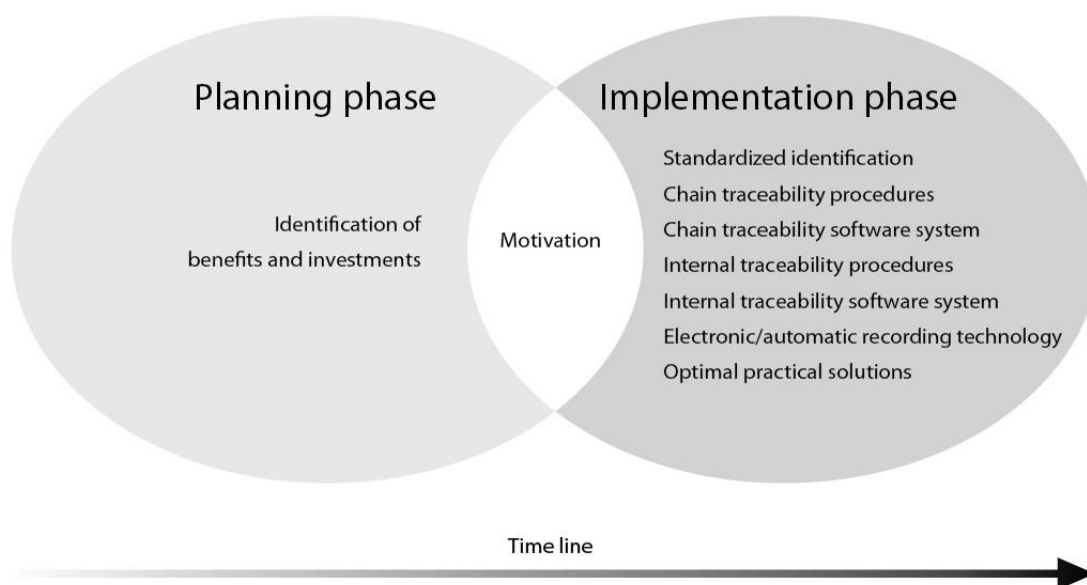 Planning phase
Identification of
benefits and investments
Motivation
Implementation phase
Standardized identification
Chain traceability procedures
Chain traceability software system
Internal traceability procedures
Internal traceability software system
Electronic/automatic recording technology
Optimal practical solutions
Time line